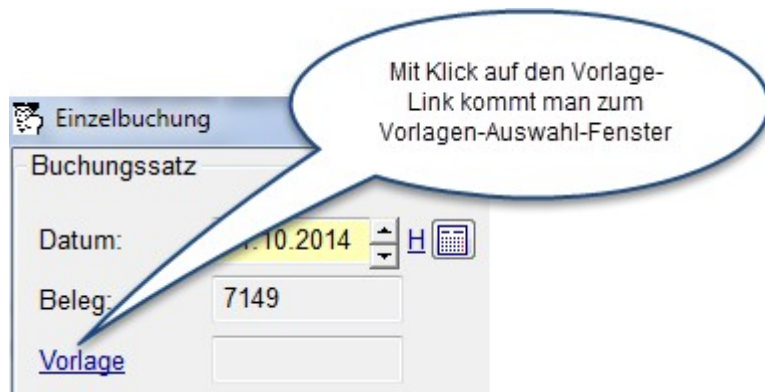 Mit Klick auf den Vorlage-
Link kommt man zum
Vorlagen-Auswahl-Fenster
Einzelbuchung
Buchungssatz
Datum: .10.2014 H
Beleg: 7149
Vorlage